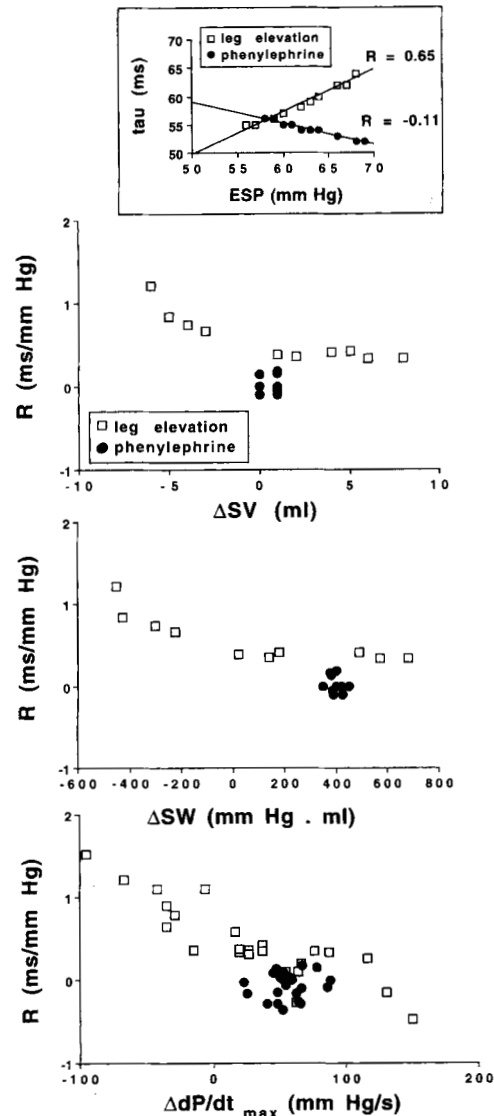 □ leg elevation
● phenylephrine
R = 0.65
R = -0.11
tau (ms)
70
65
60
55
50
50 55 60 65 70
ESP (mm Hg)
R (ms/mm Hg)
2
1
0
-1
□ leg elevation
● phenylephrine
-10 -5 0 5 10
ΔSV (ml)
R (ms/mm Hg)
2
1
0
-1
-600 -400 -200 0 200 400 600 800
ΔSW (mm Hg . ml)
R (ms/mm Hg)
2
1
0
-1
-100 0 100 200
ΔdP/dt max (mm Hg/s)